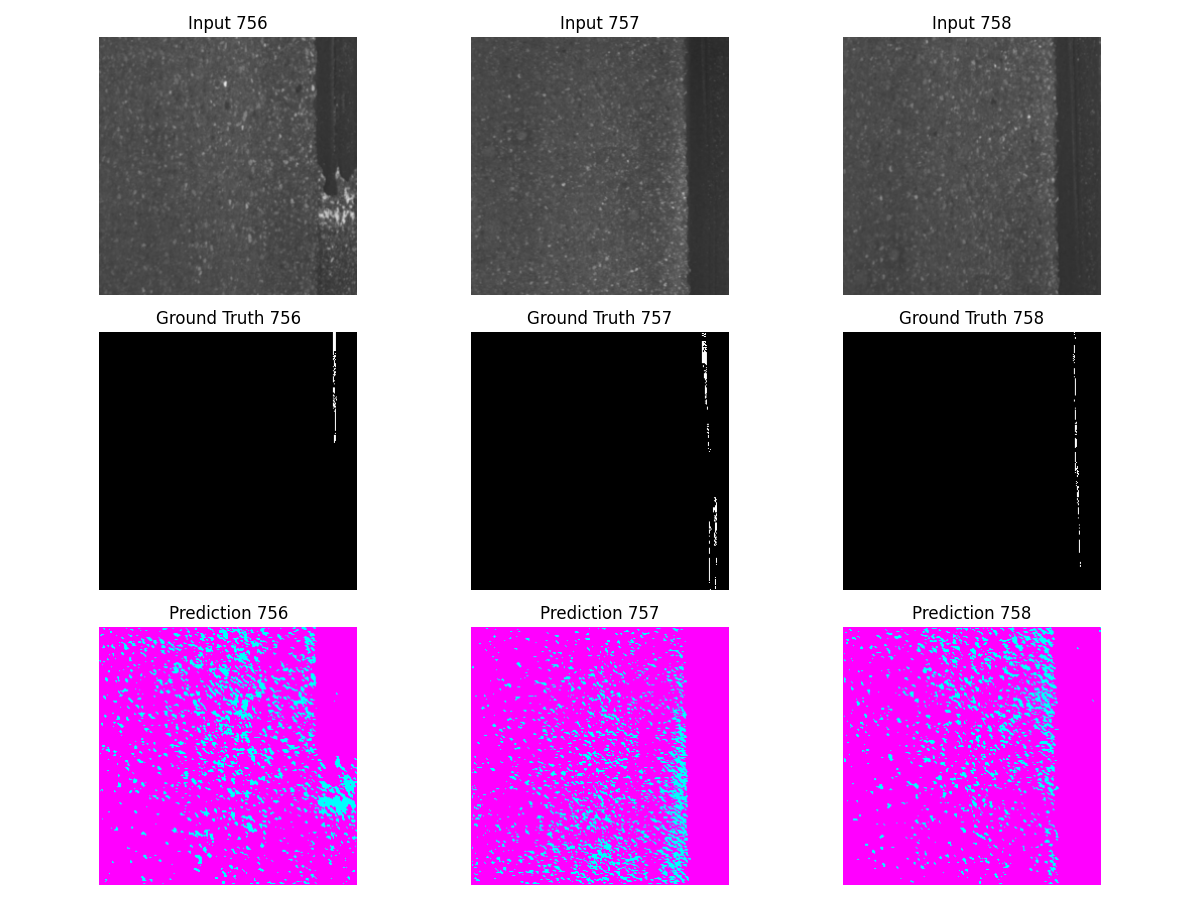 Input 756
Input 757
Input 758
Ground Truth 756
Ground Truth 757
Ground Truth 758
Prediction 756
Prediction 757
Prediction 758